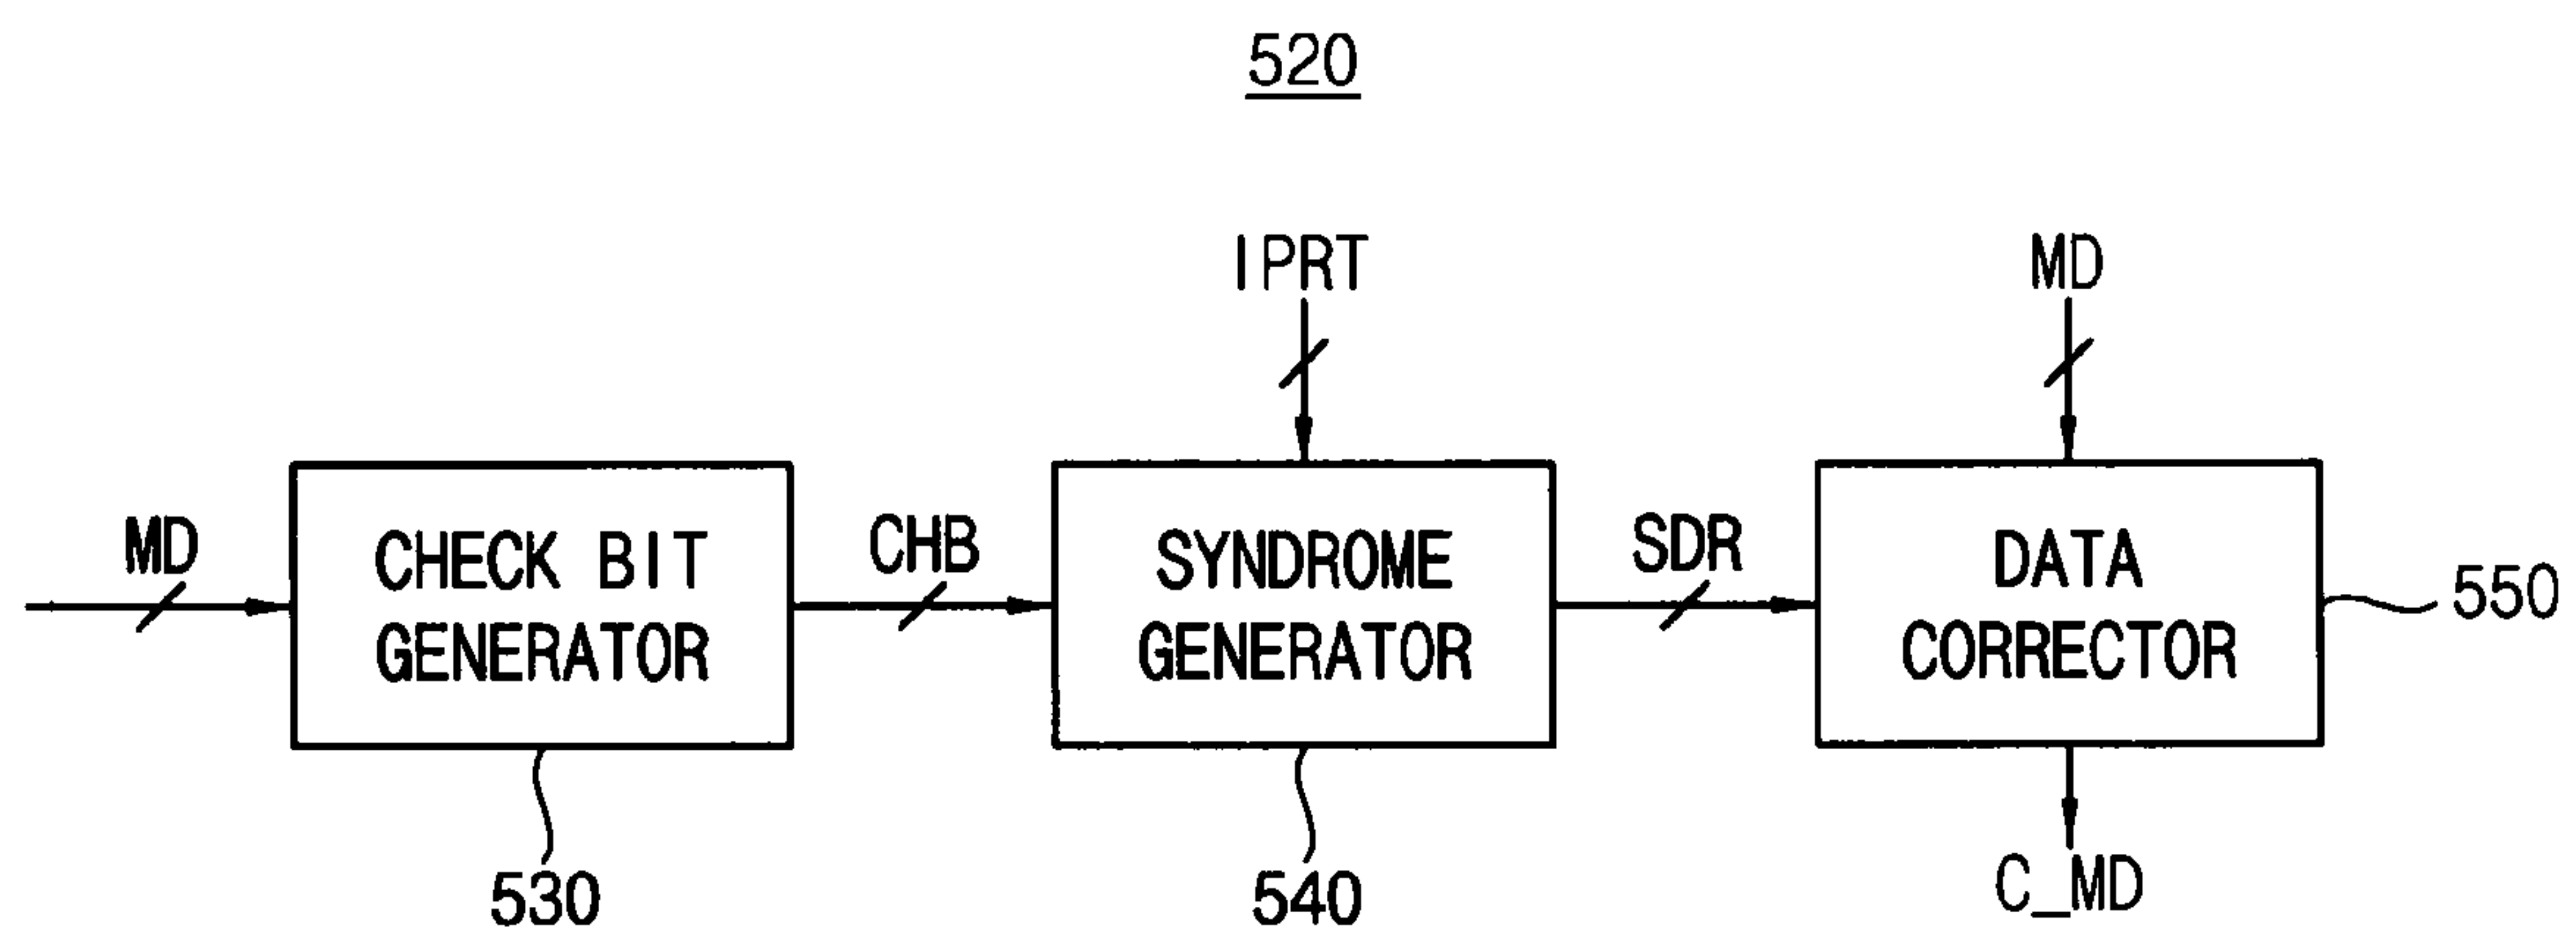 520
IPRT
MD
MD
CHECK BIT
GENERATOR
CHB
SYNDROME
GENERATOR
SDR
DATA
CORRECTOR
550
530
540
C_MD